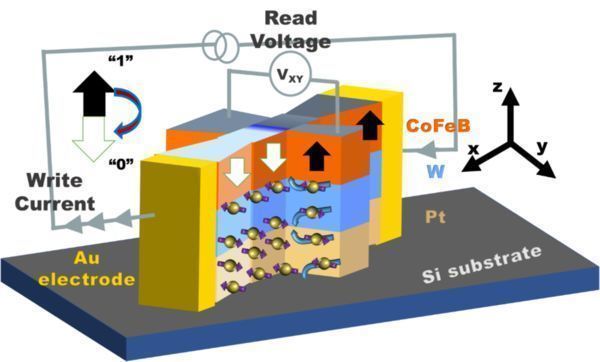 Read
Voltage
V_XY
"1"
"0"
Write
Current
Au
electrode
CoFeB
W
Pt
Si substrate
z
x
y